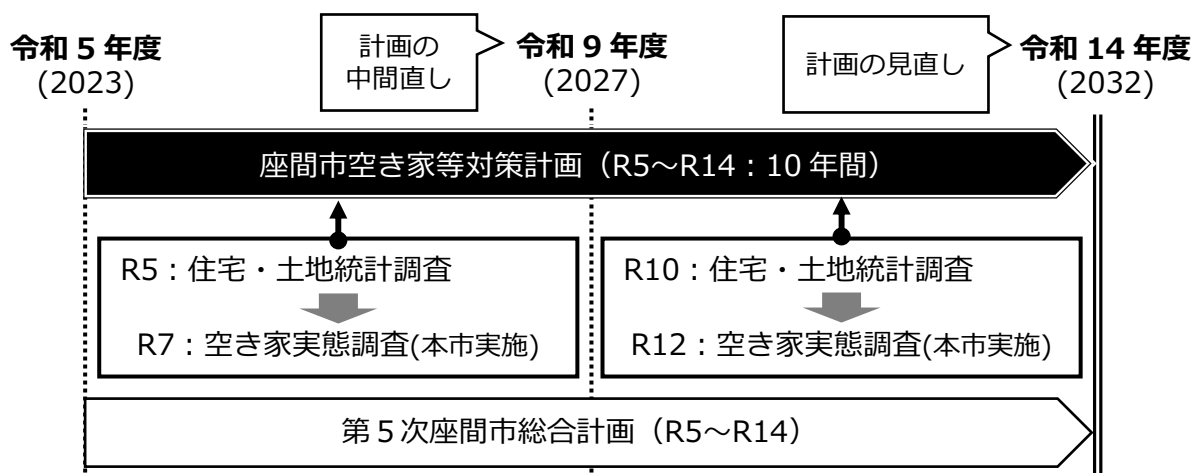 令和 5 年度
(2023)
計画の
中間直し
令和 9 年度
(2027)
計画の見直し
令和 14 年度
(2032)
座間市空き家等対策計画（R5～R14：10 年間）
R5：住宅・土地統計調査
R7：空き家実態調査(本市実施)
R10：住宅・土地統計調査
R12：空き家実態調査(本市実施)
第５次座間市総合計画（R5～R14）